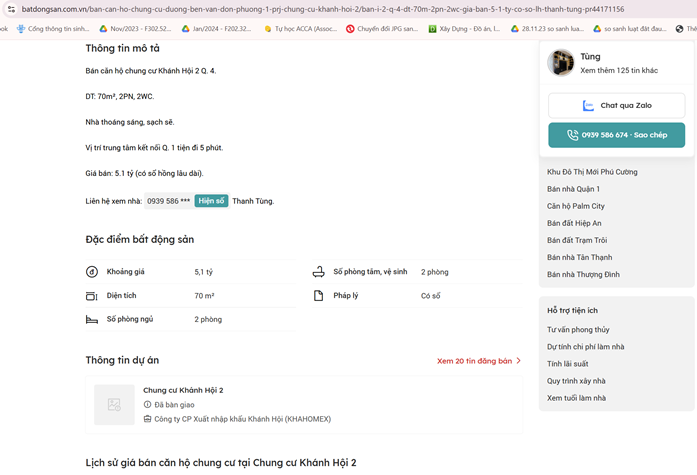 batdongsan.com.vn/ban-can-ho-chung-cu-duong-ben-van-don-phuong-1-prj-chung-cu-khanh-hoi-2/ban-i-2-q-4-dt-70m-2pn-2wc-gia-ban-5-1-ty-co-so-lh-thanh-tung-pr44171156
ook
Cổng thông tin sinh...
Nov/2023 - F302.52...
Jan/2024 - F202.32...
Tự học ACCA (Assoc...
Chuyển đổi JPG san...
Xây Dựng - Đồ án, l...
28.11.23 so sanh lua...
so sanh luạt đất đau...
Thé
Thông tin mô tả
Bán căn hộ chung cư Khánh Hội 2 Q. 4.
DT: 70m², 2PN, 2WC.
Nhà thoáng sáng, sạch sẽ.
Vị trí trung tâm kết nối Q. 1 tiện đi 5 phút.
Giá bán: 5.1 tỷ (có sổ hồng lâu dài).
Liên hệ xem nhà: 0939 586 *** Hiện số Thanh Tùng.
Đặc điểm bất động sản
Khoảng giá 5,1 tỷ
Số phòng tắm, vệ sinh 2 phòng
Diện tích 70 m²
Pháp lý Có sổ
Số phòng ngủ 2 phòng
Thông tin dự án
Xem 20 tin đăng bán
Chung cư Khánh Hội 2
Đã bàn giao
Công ty CP Xuất nhập khẩu Khánh Hội (KHAHOMEX)
Lịch sử giá bán căn hộ chung cư tại Chung cư Khánh Hội 2
Tùng
Xem thêm 125 tin khác
Zalo
Chat qua Zalo
0939 586 674 · Sao chép
Khu Đô Thị Mới Phú Cường
Bán nhà Quận 1
Căn hộ Palm City
Bán đất Hiệp An
Bán đất Trạm Trôi
Bán nhà Tân Thạnh
Bán nhà Thượng Đình
Hỗ trợ tiện ích
Tư vấn phong thủy
Dự tính chi phí làm nhà
Tính lãi suất
Quy trình xây nhà
Xem tuổi làm nhà